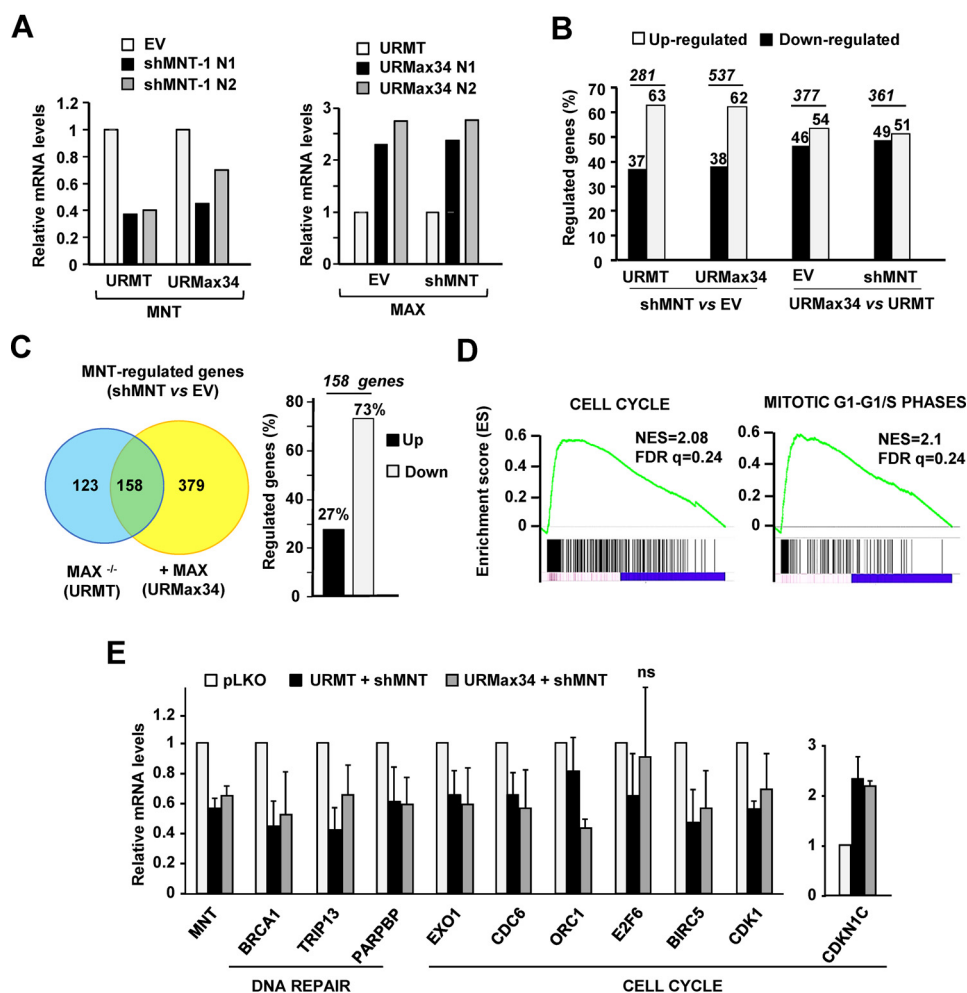 A
EV
shMNT-1 N1
shMNT-1 N2
Relative mRNA levels
1.2
1
0.8
0.6
0.4
0.2
0
URMT URMax34
MNT
URMT
URMax34 N1
URMax34 N2
Relative mRNA levels
3
2
2
1
0
EV shMNT
MAX
B
Up-regulated Down-regulated
Regulated genes (%)
70
60
50
40
30
20
10
0
281 537 377 361
37 63 38 62 46 54 49 51
URMT URMax34 EV shMNT
shMNT vs EV URMax34 vs URMT
C
MNT-regulated genes
(shMNT vs EV)
123 158 379
MAX -/- + MAX
(URMT) (URMax34)
158 genes
Regulated genes (%)
80
60
40
20
0
27% 73%
Up
Down
D
Enrichment score (ES)
CELL CYCLE
NES=2.08
FDR q=0.24
0.6
0.4
0.2
0
MITOTIC G1-G1/S PHASES
NES=2.1
FDR q=0.24
0.6
0.4
0.2
0
E
pLKO URMT + shMNT URMax34 + shMNT
ns
Relative mRNA levels
1.2
1
0.8
0.6
0.4
0.2
0
3
2
1
0
MNT BRCA1 TRIP13 PARPBP EXO1 CDC6 ORC1 E2F6 BIRC5 CDK1 CDKN1C
DNA REPAIR CELL CYCLE